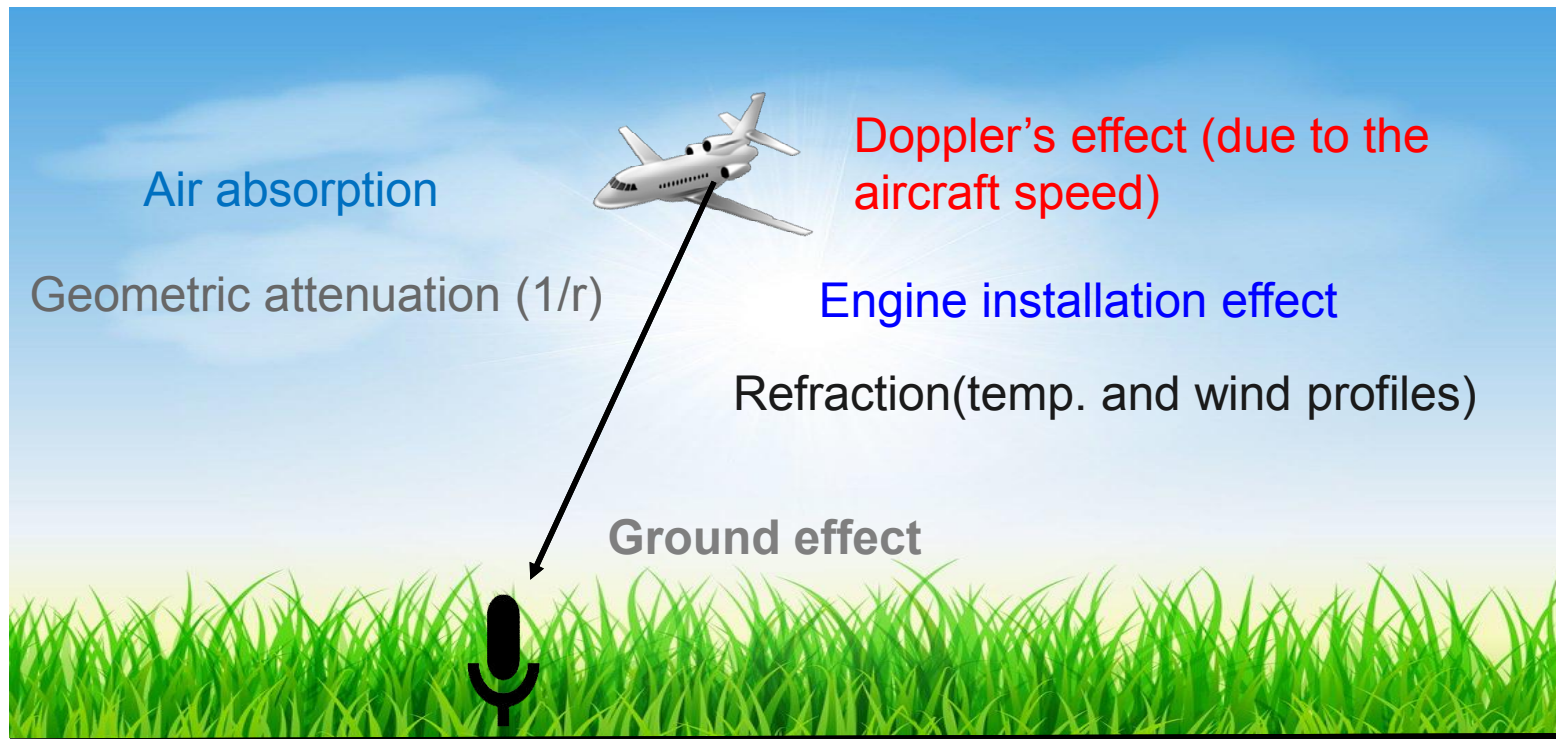 Doppler’s effect (due to the
aircraft speed)
Air absorption
Geometric attenuation (1/r)
Engine installation effect
Refraction(temp. and wind profiles)
Ground effect